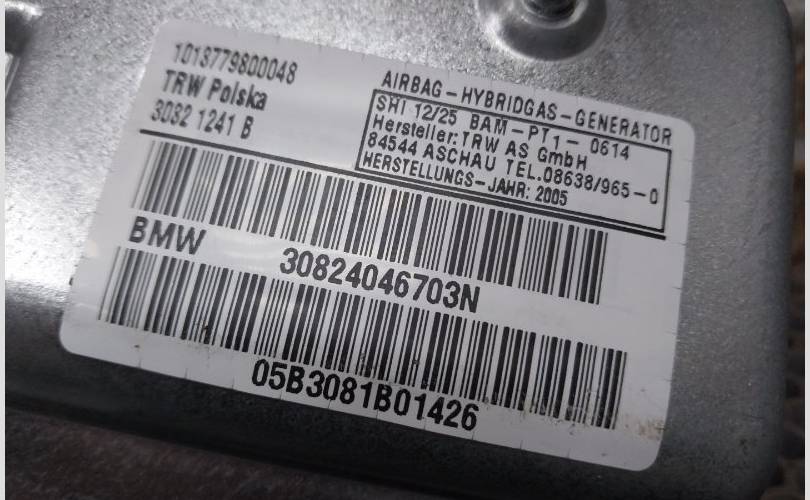 1013779800048
TRW Polska
3082 1241 B
AIRBAG-HYBRIDGAS-GENERATOR
SHI 12/25 BAM-PT1-0614
Hersteller:TRW AS GmbH
84544 ASCHAU TEL.08638/965-0
HERSTELLUNGS-JAHR: 2005
BMW 30824046703N
05B3081B01426